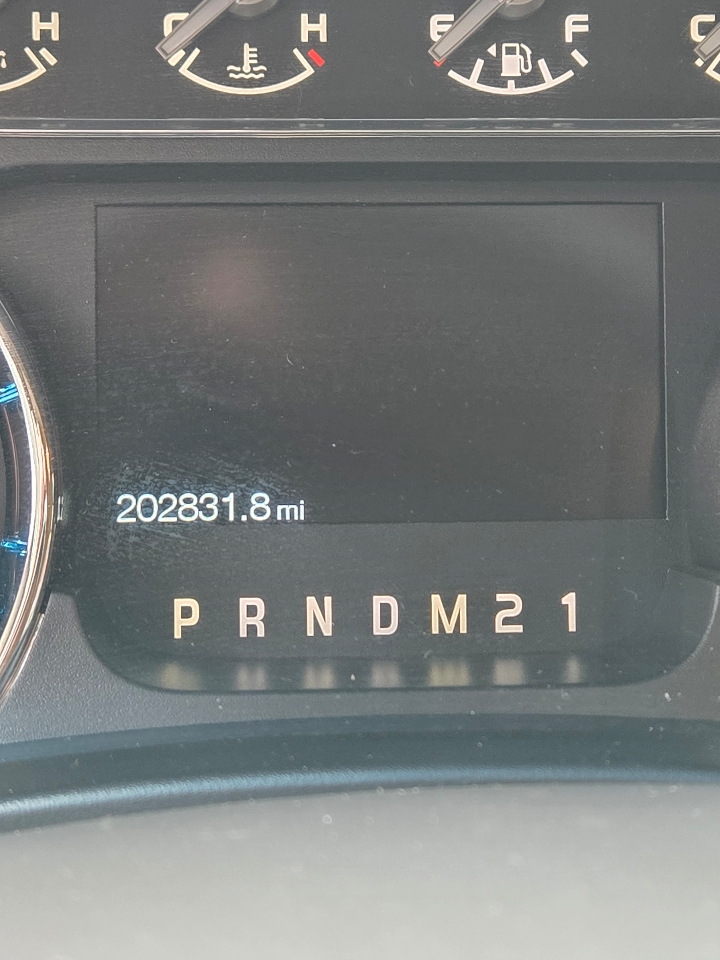 H C H E F C
202831.8 mi
P R N D M 2 1